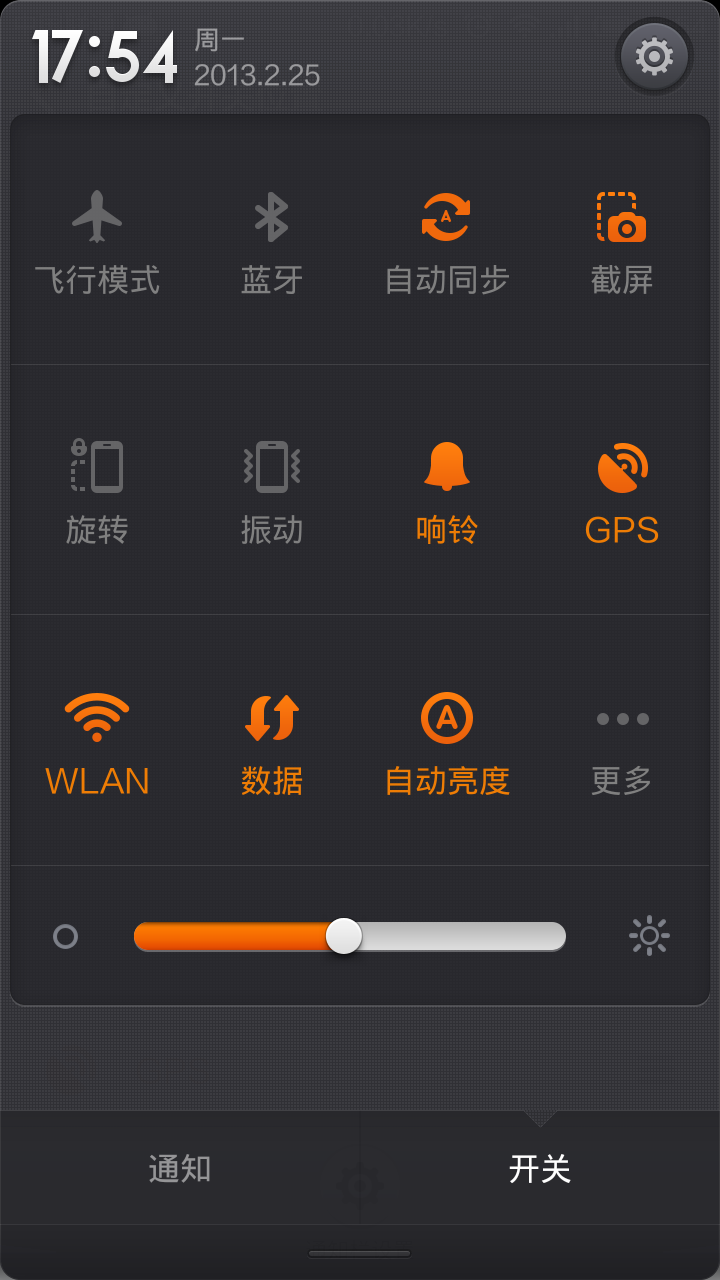 17:54
周一
2013.2.25
飞行模式
蓝牙
自动同步
截屏
旋转
振动
响铃
GPS
WLAN
数据
自动亮度
更多
通知
开关